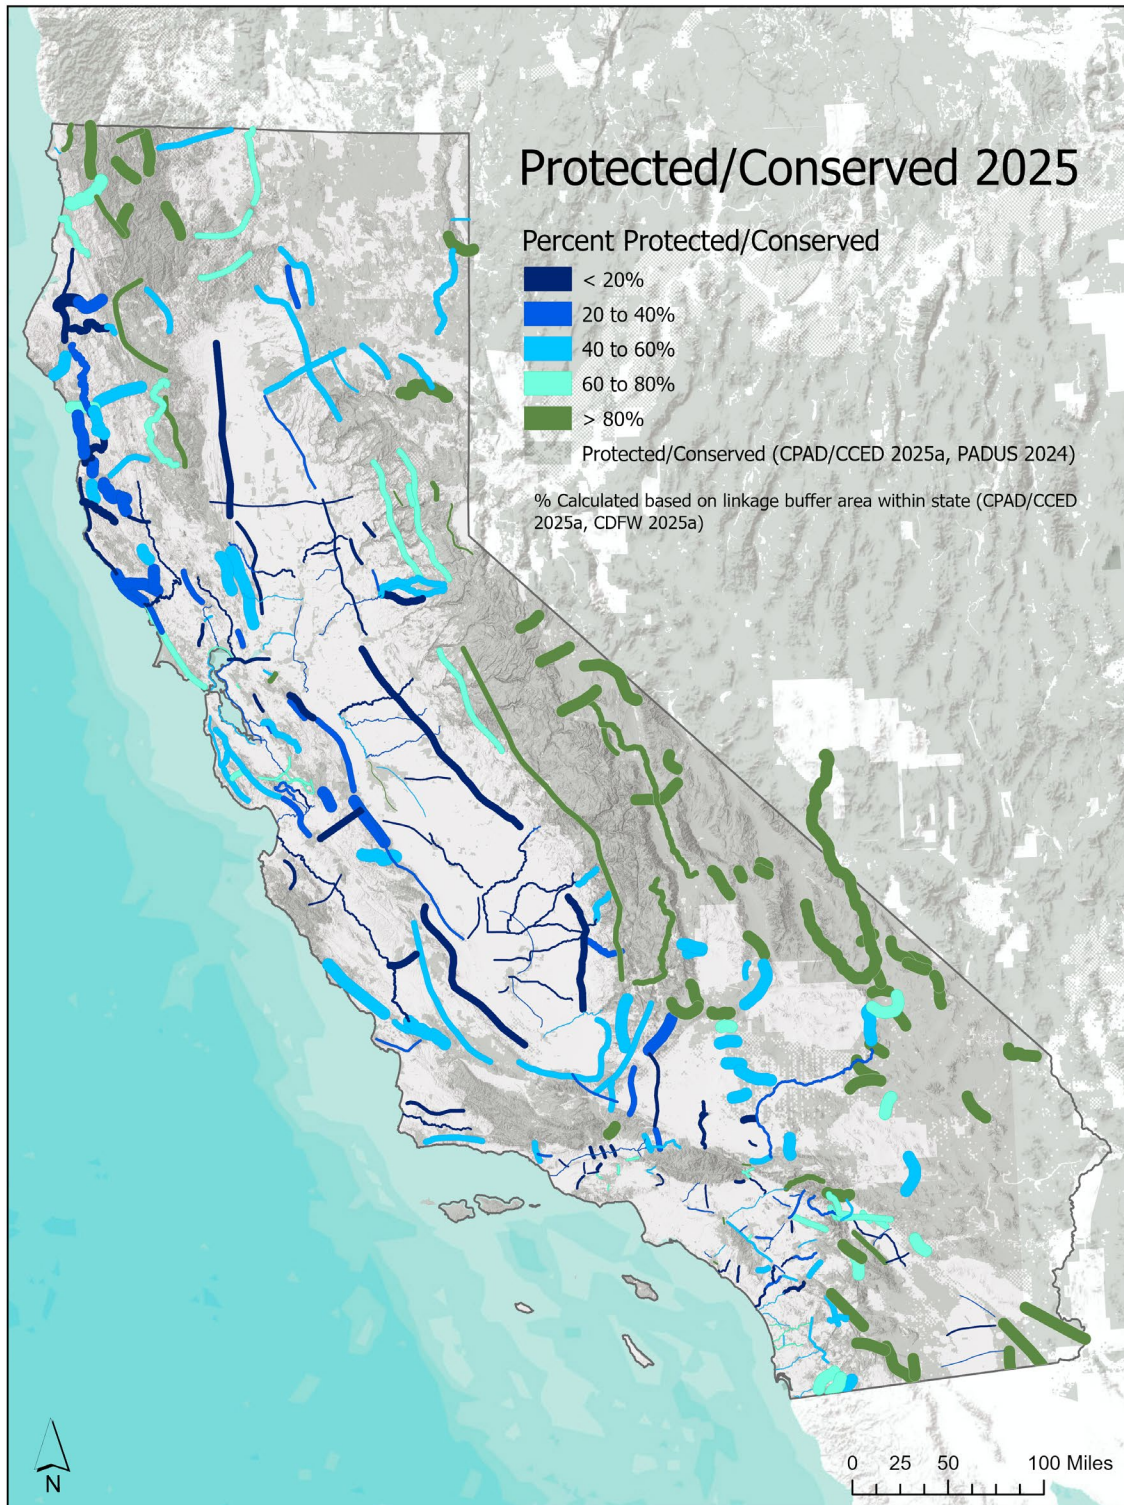 Protected/Conserved 2025
Percent Protected/Conserved
< 20%
20 to 40%
40 to 60%
60 to 80%
> 80%
Protected/Conserved (CPAD/CCED 2025a, PADUS 2024)
% Calculated based on linkage buffer area within state (CPAD/CCED
2025a, CDFW 2025a)
N
0 25 50 100 Miles